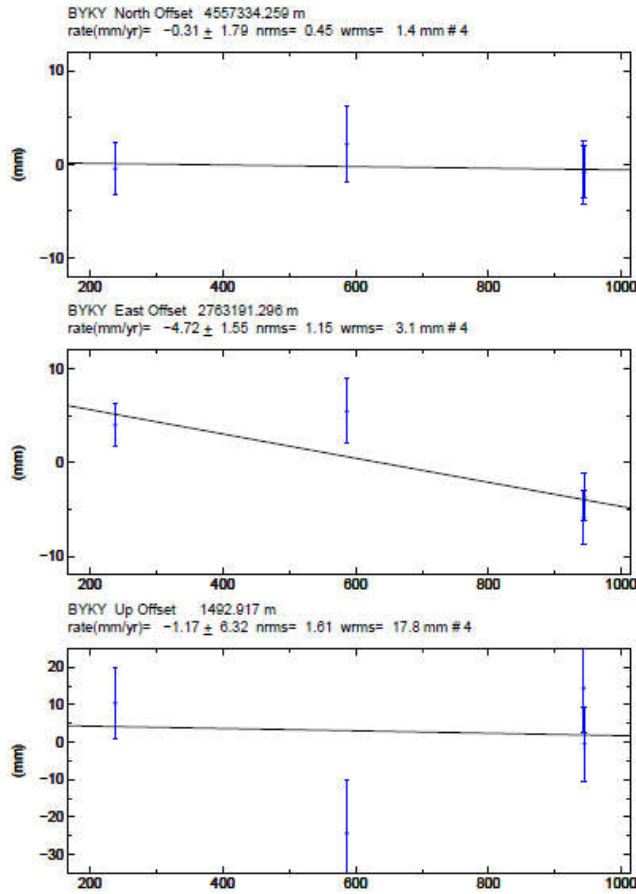 BYKY North Offset 4557334.259 m
rate(mm/yr)= −0.31 ± 1.79 nrms= 0.45 wrms= 1.4 mm # 4
10
0
−10
(mm)
200 400 600 800 1000
BYKY East Offset 2763191.296 m
rate(mm/yr)= −4.72 ± 1.55 nrms= 1.15 wrms= 3.1 mm # 4
10
0
−10
(mm)
200 400 600 800 1000
BYKY Up Offset 1492.917 m
rate(mm/yr)= −1.17 ± 6.32 nrms= 1.61 wrms= 17.8 mm # 4
20
10
0
−10
−20
−30
(mm)
200 400 600 800 1000